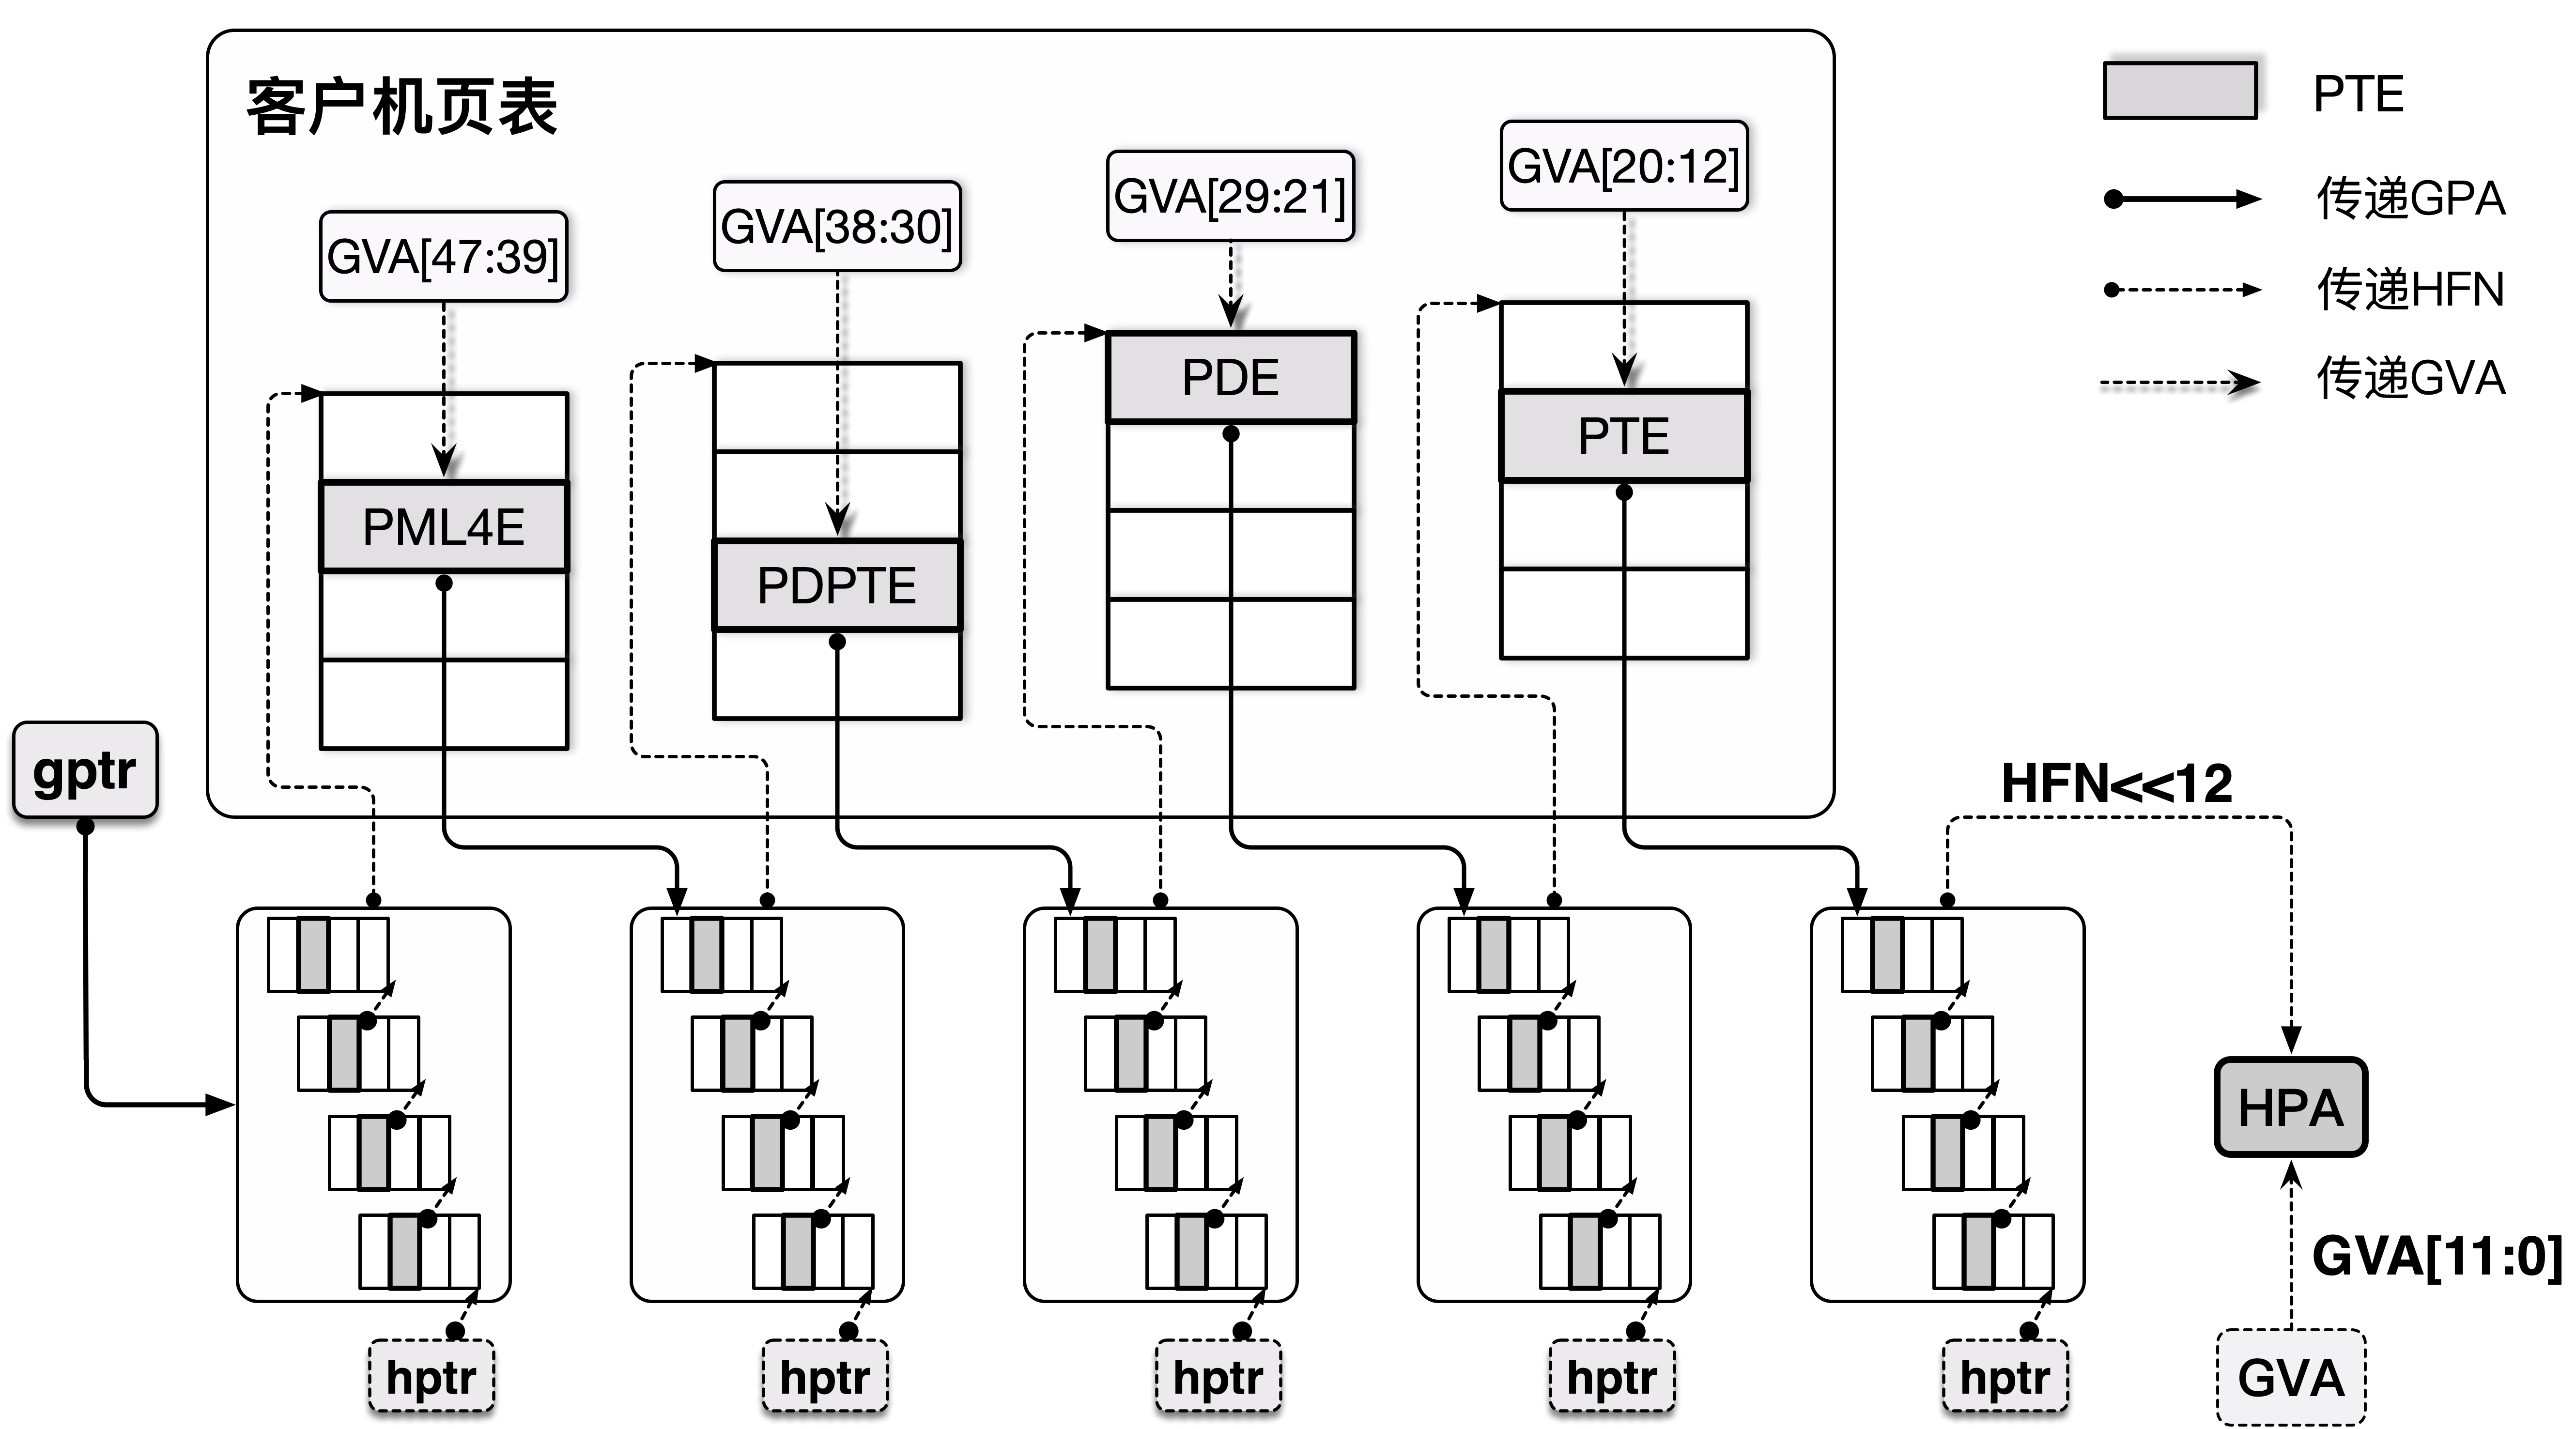 客户机页表
GVA[47:39]
GVA[38:30]
GVA[29:21]
GVA[20:12]
PML4E
PDPTE
PDE
PTE
PTE
传递GPA
传递HFN
传递GVA
gptr
HFN<<12
HPA
GVA[11:0]
GVA
hptr
hptr
hptr
hptr
hptr